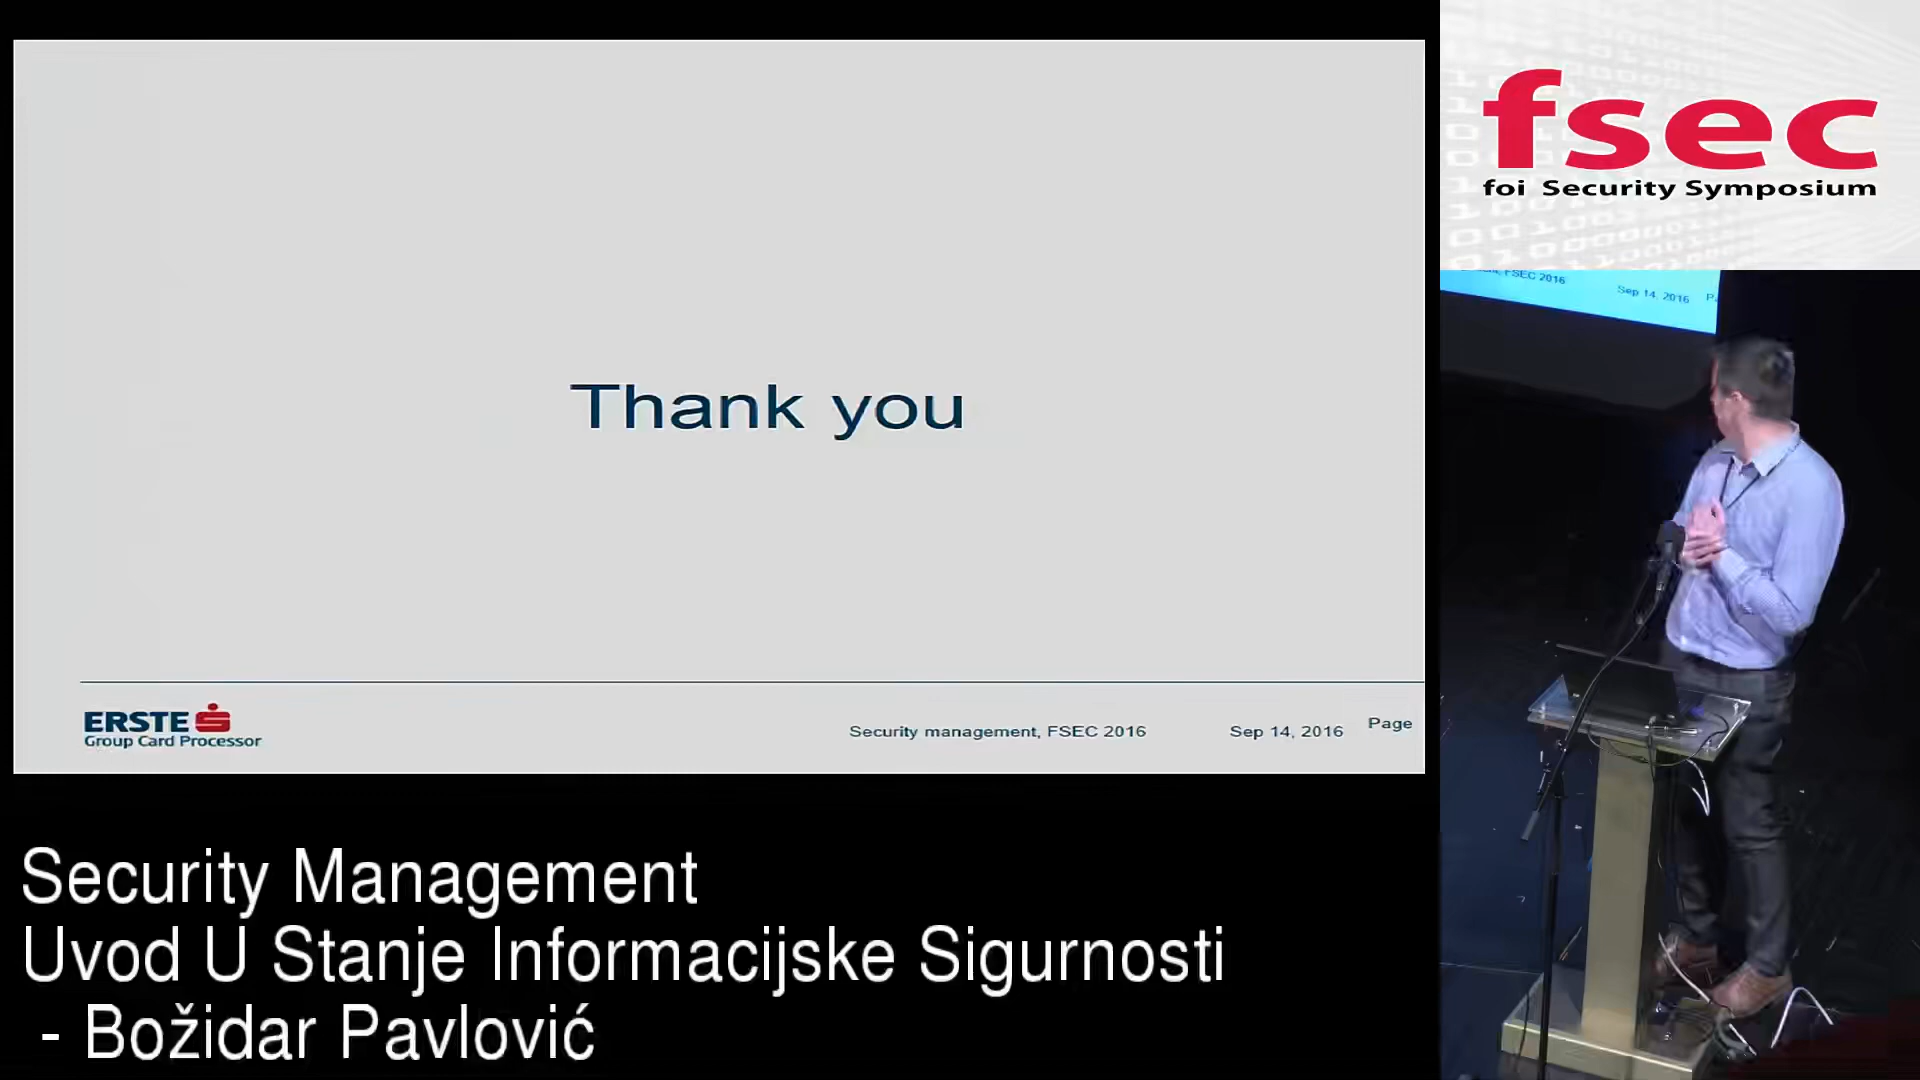 Thank you
ERSTE
Group Card Processor
Security management, FSEC 2016
Sep 14, 2016
Page
fsec
foi Security Symposium
FSEC 2016
Sep 14, 2016
Security Management
Uvod U Stanje Informacijske Sigurnosti
- Božidar Pavlović